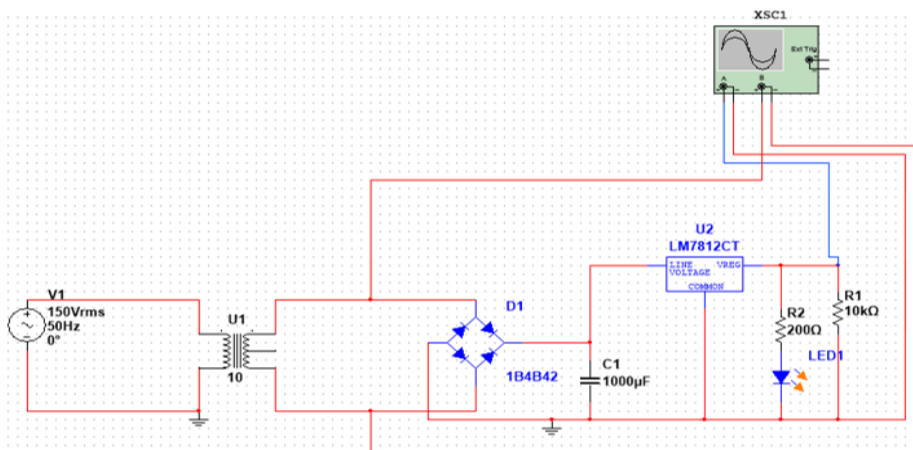 XSC1
Ext Trig
A
B
V1
150Vrms
50Hz
0°
U1
10
D1
1B4B42
C1
1000µF
U2
LM7812CT
LINE VREG
VOLTAGE
COMMON
R2
200Ω
LED1
R1
10kΩ